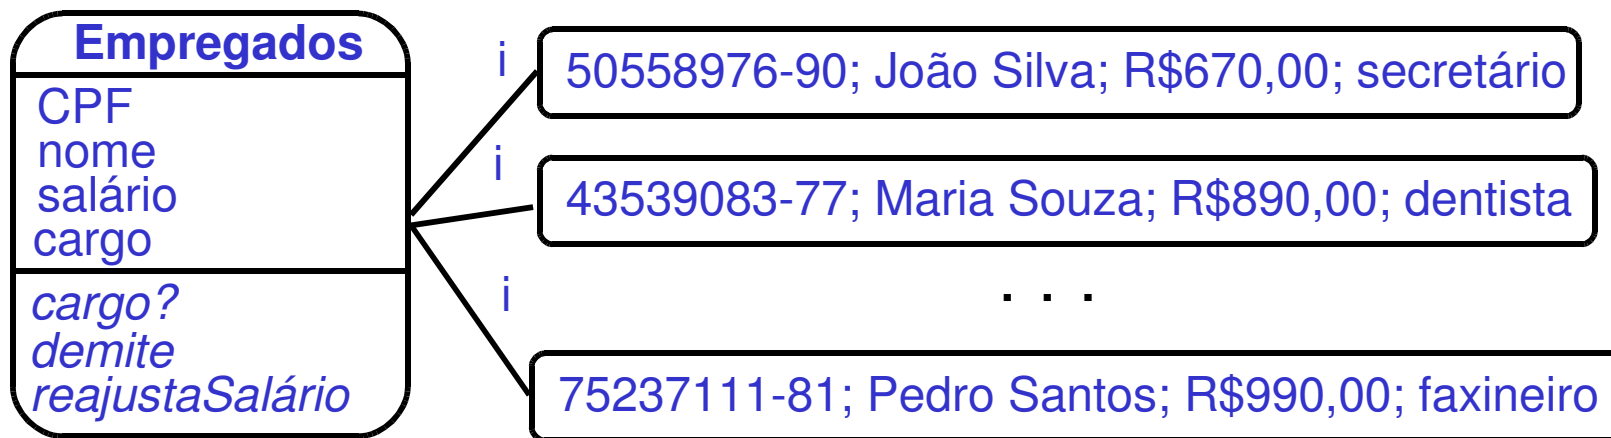 Empregados
CPF
nome
salário
cargo
cargo?
demite
reajustaSalário
i
50558976-90; João Silva; R$670,00; secretário
i
43539083-77; Maria Souza; R$890,00; dentista
i
. . .
75237111-81; Pedro Santos; R$990,00; faxineiro